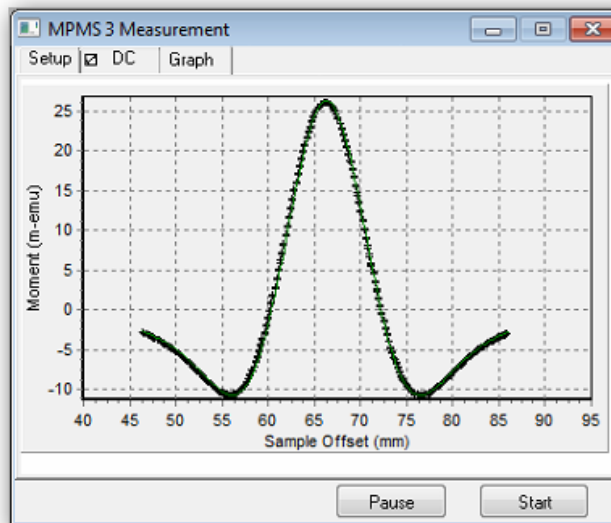 MPMS 3 Measurement
Setup DC Graph
Moment (m-emu)
25
20
15
10
5
0
-5
-10
40 45 50 55 60 65 70 75 80 85 90 95
Sample Offset (mm)
Pause Start